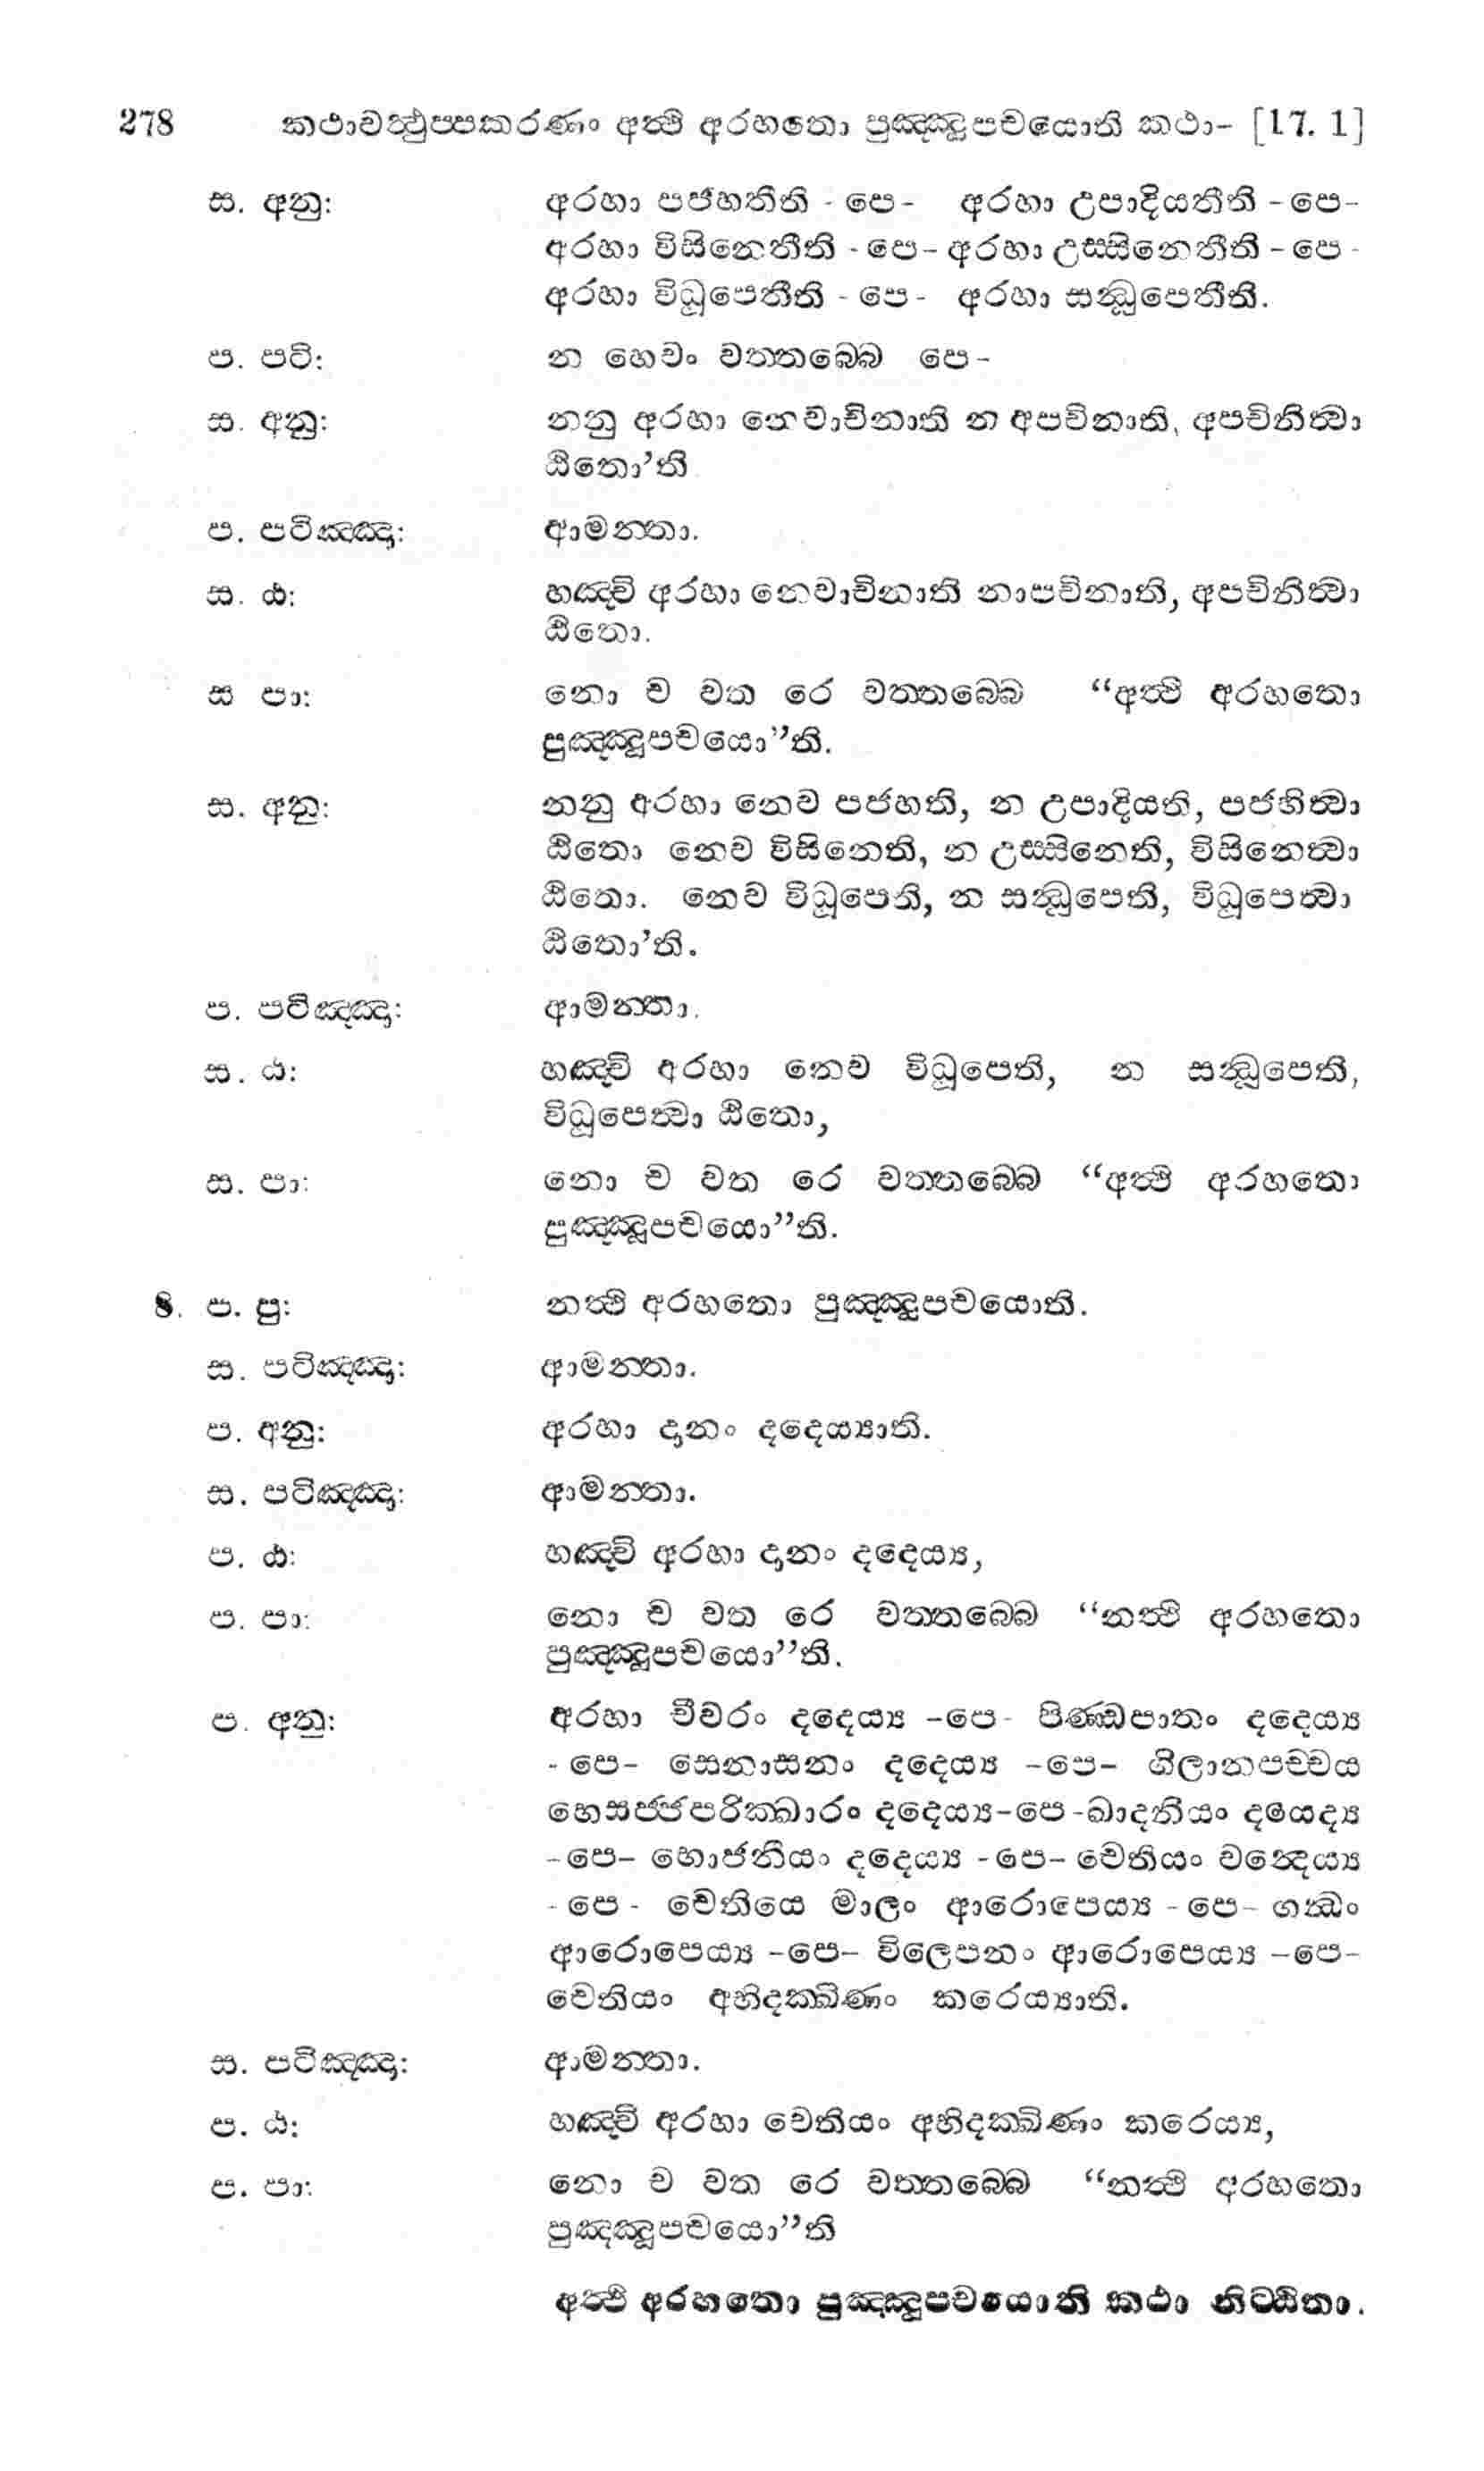 278 කථාවත්‍ථුප්පකරණං අත්‍ථි අරහතො පුඤ්ඤූපචයොති කථා- [17. 1]
ස. අනු: අරහා පජහතීති - පෙ - අරහා උපාදියතීති - පෙ-
අරහා විසිනෙතීති - පෙ - අරහා උස්සිනෙතීති - පෙ -
අරහා විධූපෙතීති - පෙ - අරහා සන්‍ධූපෙතීති.
ප. පටි: න හෙවං වත්තබ්බෙ පෙ -
ස. අනු: නනු අරහා නෙවාචිනාති න අපචිනාති, අපචිනිත්‍වා
ඨිතො’ති
ප. පටිඤ්ඤා: ආමන්තා.
ස. ඨ: හඤ්චි අරහා නෙවාචිනාති නාපචිනාති, අපචිනිත්‍වා
ඨිතො.
ස පා: නො ච වත රෙ වත්තබ්බෙ “අත්‍ථි අරහතො
පුඤ්ඤූපචයො”ති.
ස. අනු: නනු අරහා නෙව පජහති, න උපාදියති, පජහිත්‍වා
ඨිතො නෙව විසිනෙති, න උස්සිනෙති, විසිනෙත්‍වා
ඨිතො. නෙව විධූපෙති, න සන්‍ධූපෙති, විධූපෙත්‍වා
ඨිතො’ති.
ප. පටිඤ්ඤා: ආමන්තා.
ස. ඨ: හඤ්චි අරහා නෙව විධූපෙති, න සන්‍ධූපෙති,
විධූපෙත්‍වා ඨිතො,
ස. පා: නො ච වත රෙ වත්තබ්බෙ “අත්‍ථි අරහතො
පුඤ්ඤූපචයො”ති.
8. ප. පු: නත්‍ථි අරහතො පුඤ්ඤූපචයොති.
ස. පටිඤ්ඤා: ආමන්තා.
ප. අනු: අරහා දානං දදෙය්‍යාති.
ස. පටිඤ්ඤා: ආමන්තා.
ප. ඨ: හඤ්චි අරහා දානං දදෙය්‍ය,
ප. පා: නො ච වත රෙ වත්තබ්බෙ “නත්‍ථි අරහතො
පුඤ්ඤූපචයො”ති.
ප. අනු: අරහා චීවරං දදෙය්‍ය -පෙ- පිණ්ඩපාතං දදෙය්‍ය
- පෙ- සෙනාසනං දදෙය්‍ය -පෙ- ගිලානපච්චය
භෙසජ්ජපරික්ඛාරං දදෙය්‍ය-පෙ-ඛාදනීයං දයෙද්‍ය
-පෙ- භොජනීයං දදෙය්‍ය -පෙ- චෙතියං වන්‍දෙය්‍ය
- පෙ - චෙතියෙ මාලං ආරොපෙය්‍ය - පෙ- ගන්‍ධං
ආරොපෙය්‍ය -පෙ- විලෙපනං ආරොපෙය්‍ය -පෙ-
චෙතියං අභිදක්ඛිණං කරෙය්‍යාති.
ස. පටිඤ්ඤා: ආමන්තා.
ප. ඨ: හඤ්චි අරහා චෙතියං අභිදක්ඛිණං කරෙය්‍ය,
ප. පා: නො ච වත රෙ වත්තබ්බෙ “නත්‍ථි අරහතො
පුඤ්ඤූපචයො”ති
අත්‍ථි අරහතො පුඤ්ඤූපචයොති කථා නිට්ඨිතා.